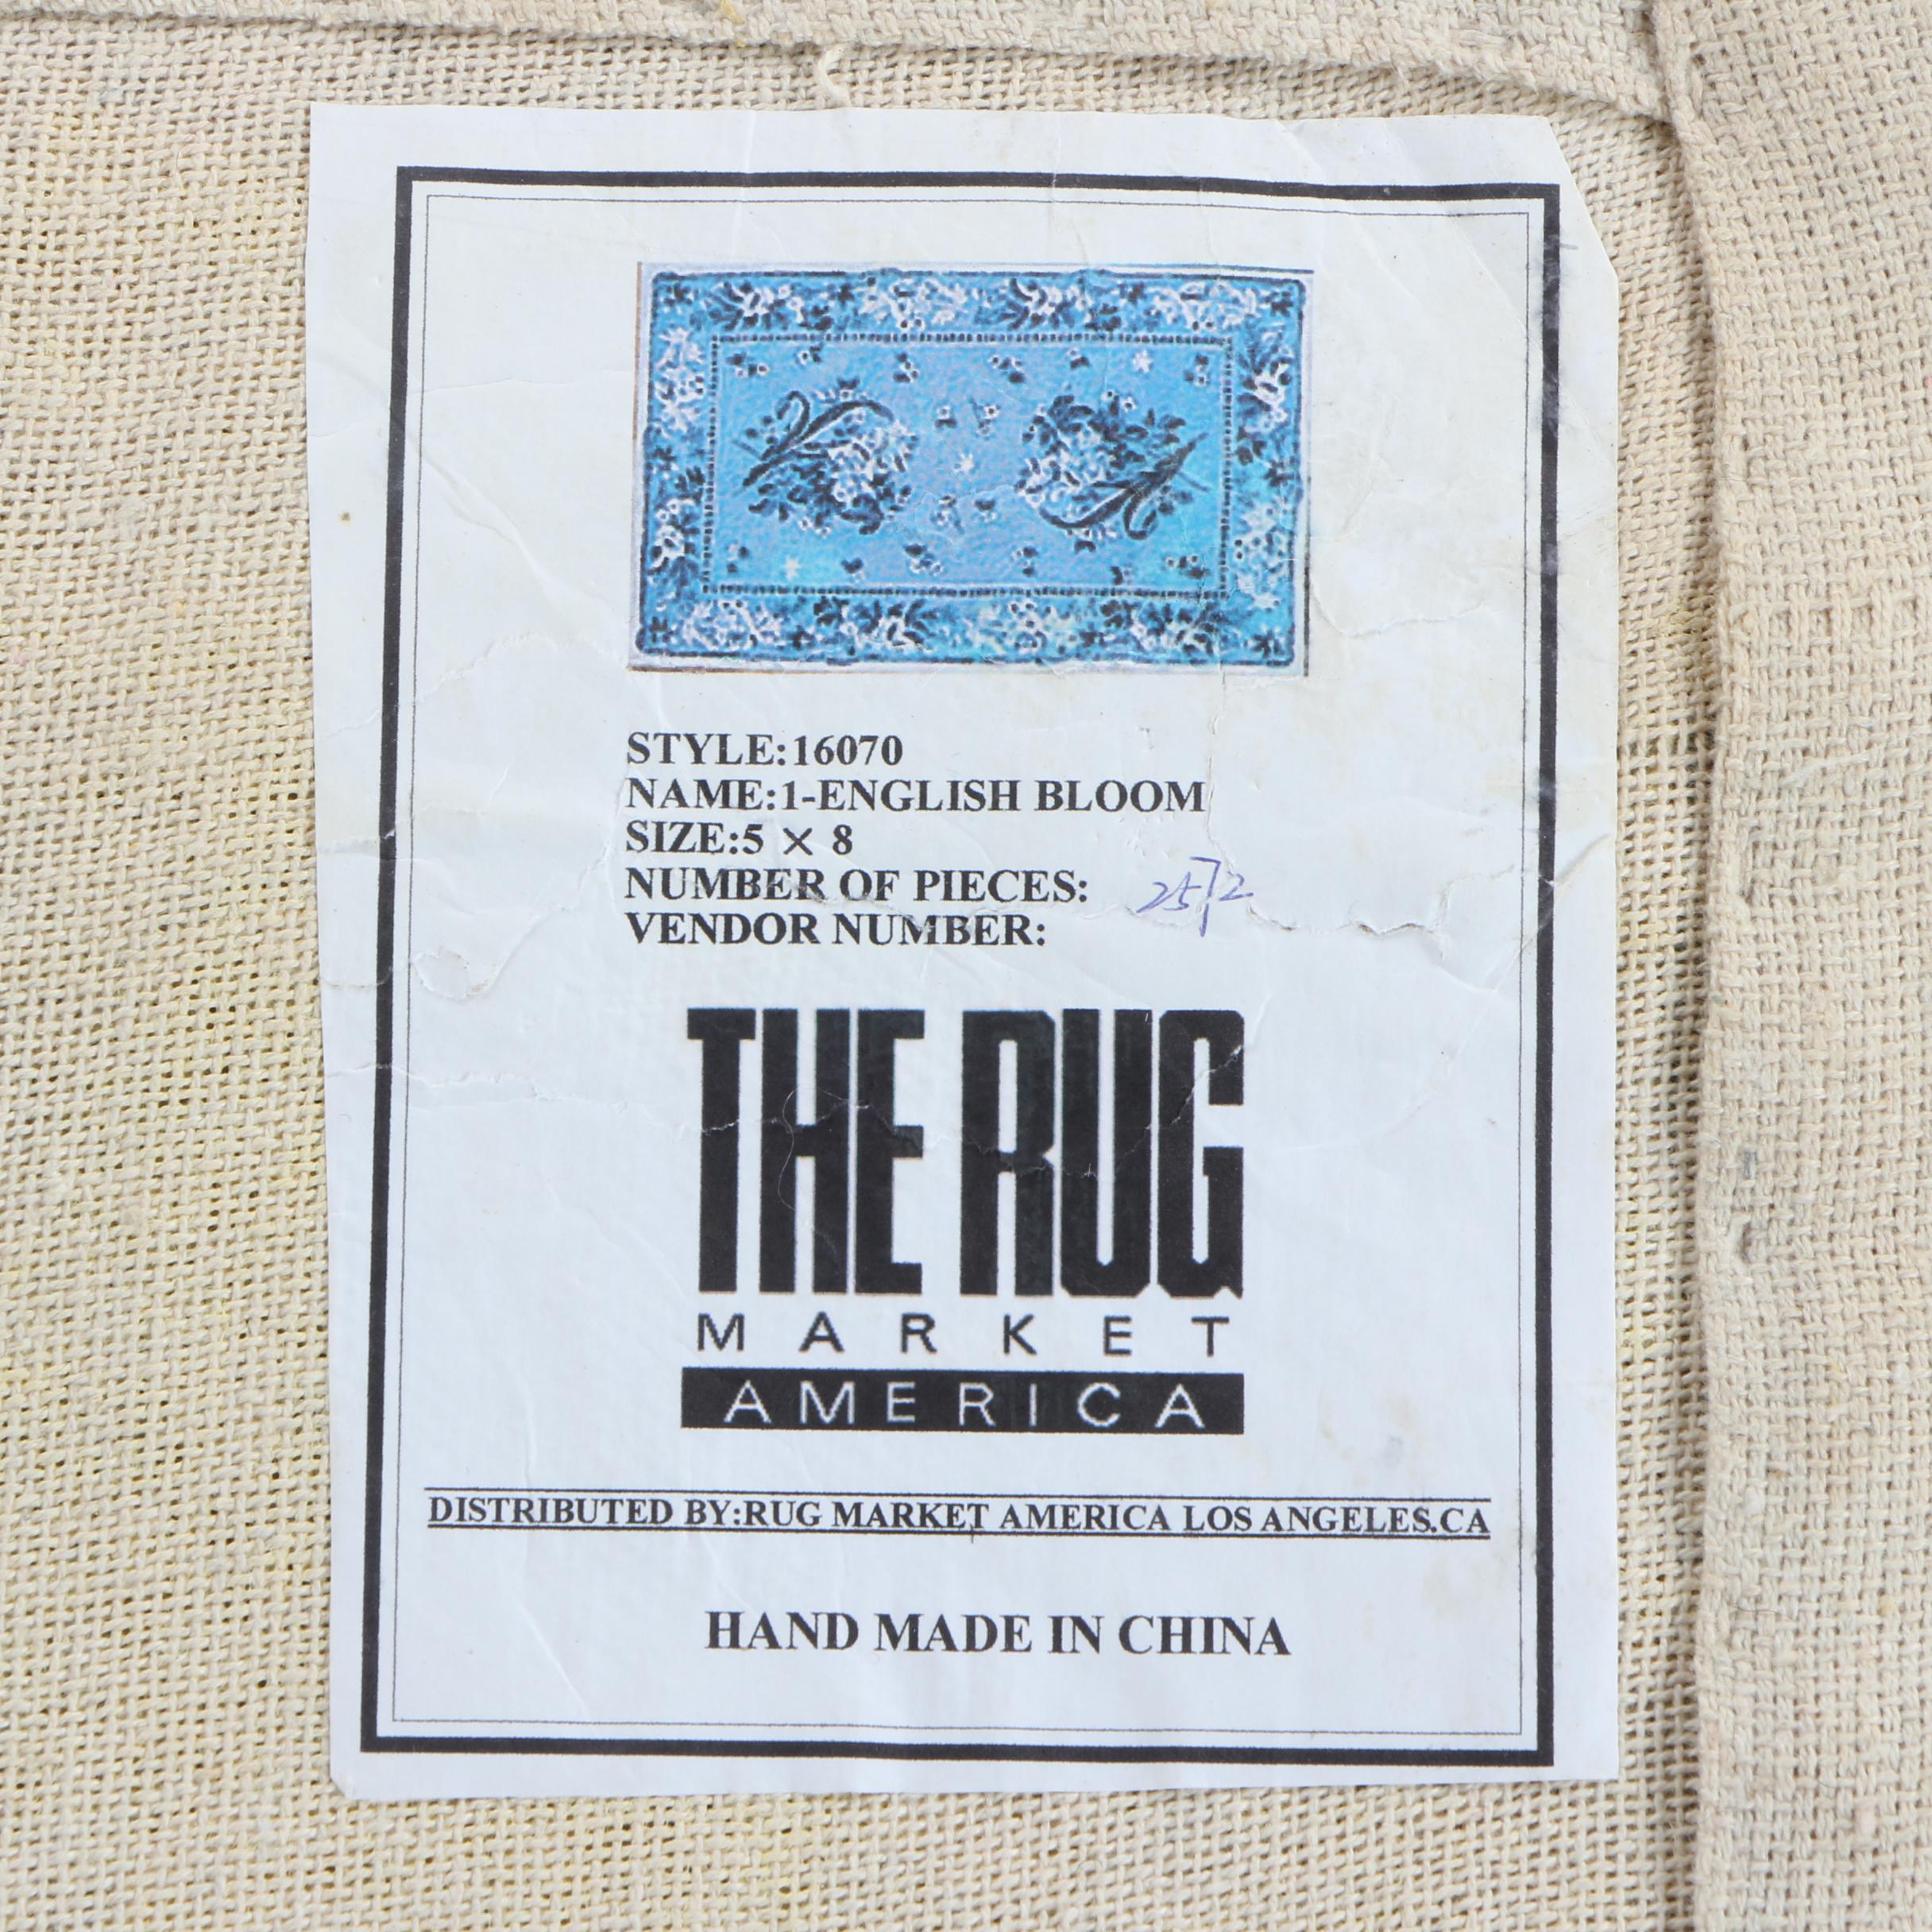 STYLE:16070
NAME:1-ENGLISH BLOOM
SIZE:5 × 8
NUMBER OF PIECES: 2572
VENDOR NUMBER:
THE RUG
MARKET
AMERICA
DISTRIBUTED BY:RUG MARKET AMERICA LOS ANGELES.CA
HAND MADE IN CHINA